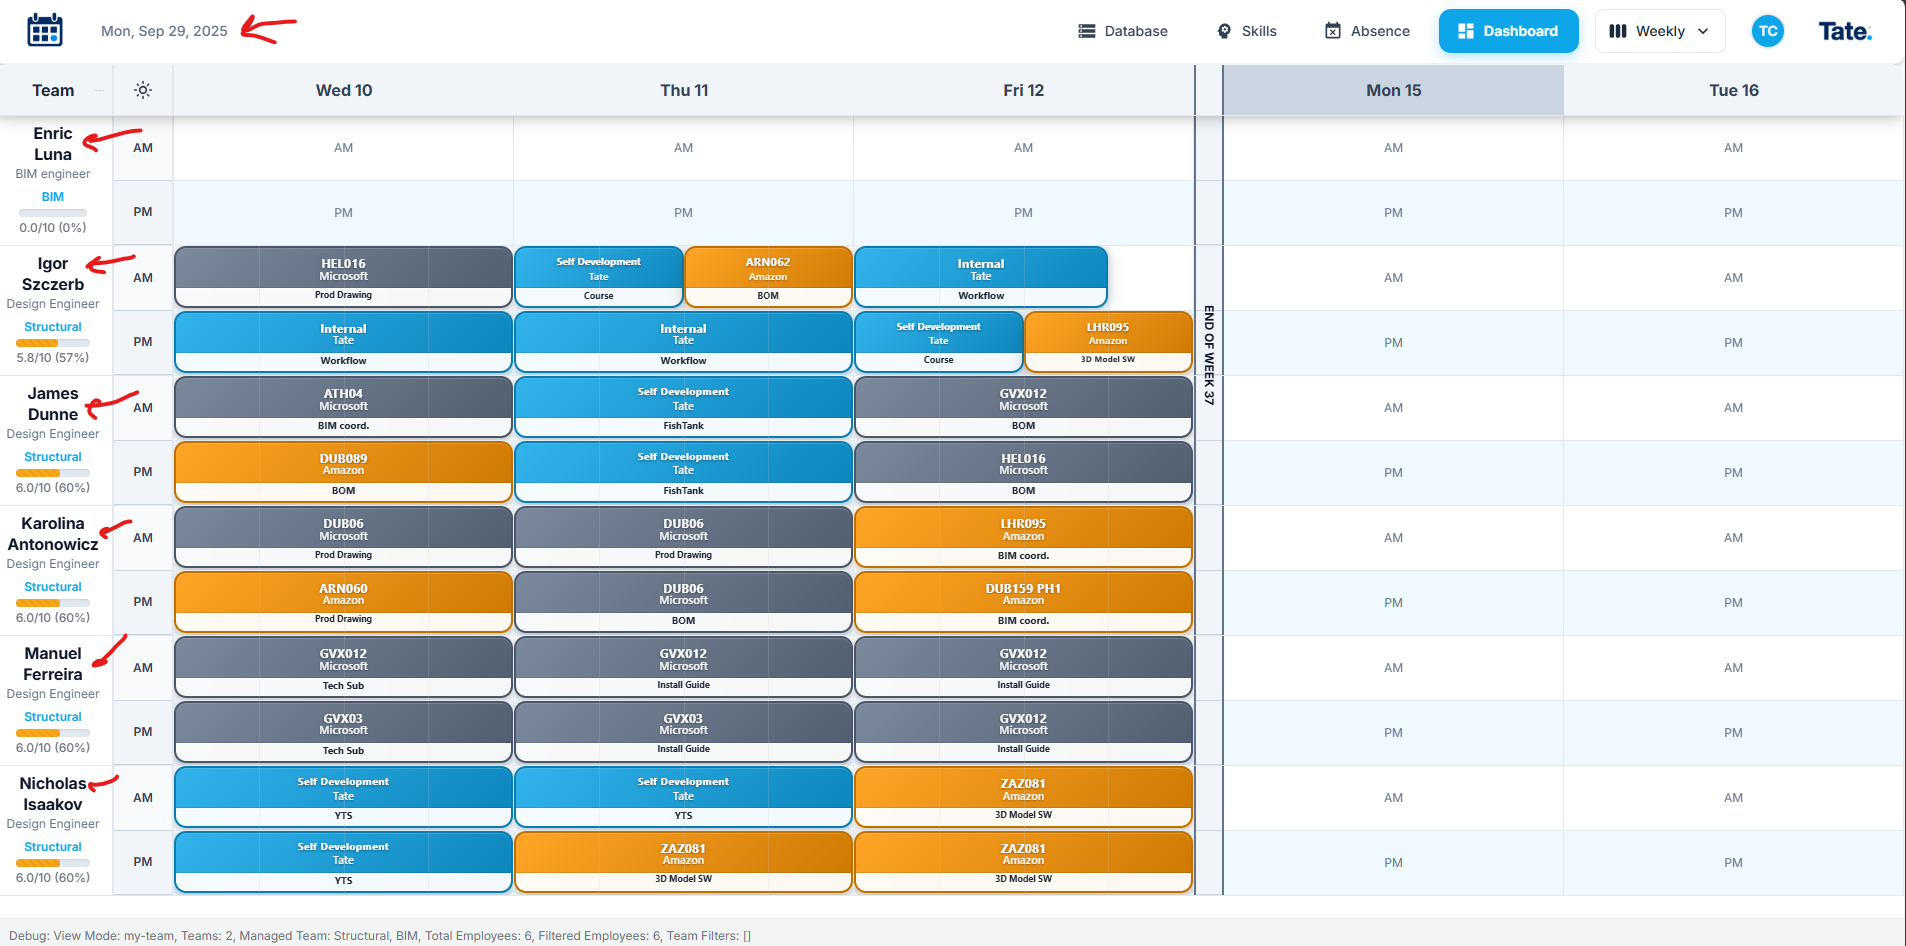 Mon, Sep 29, 2025
Database
Skills
Absence
Dashboard
Weekly
TC
Tate.
Team
Wed 10
Thu 11
Fri 12
Mon 15
Tue 16
Enric
Luna
BIM engineer
BIM
0.0/10 (0%)
AM
AM
AM
AM
AM
AM
PM
PM
PM
PM
PM
PM
Igor
Szczerb
Design Engineer
Structural
5.8/10 (57%)
AM
HEL016
Microsoft
Prod Drawing
Self Development
Tate
Course
ARN062
Amazon
BOM
Internal
Tate
Workflow
AM
AM
PM
Internal
Tate
Workflow
Internal
Tate
Workflow
Self Development
Tate
Course
LHR095
Amazon
3D Model SW
PM
PM
END OF WEEK 37
James
Dunne
Design Engineer
Structural
6.0/10 (60%)
AM
ATH04
Microsoft
BIM coord.
Self Development
Tate
FishTank
GVX012
Microsoft
BOM
AM
AM
PM
DUB089
Amazon
BOM
Self Development
Tate
FishTank
HEL016
Microsoft
BOM
PM
PM
Karolina
Antonowicz
Design Engineer
Structural
6.0/10 (60%)
AM
DUB06
Microsoft
Prod Drawing
DUB06
Microsoft
Prod Drawing
LHR095
Amazon
BIM coord.
AM
AM
PM
ARN060
Amazon
Prod Drawing
DUB06
Microsoft
BOM
DUB159 PH1
Amazon
BIM coord.
PM
PM
Manuel
Ferreira
Design Engineer
Structural
6.0/10 (60%)
AM
GVX012
Microsoft
Tech Sub
GVX012
Microsoft
Install Guide
GVX012
Microsoft
Install Guide
AM
AM
PM
GVX03
Microsoft
Tech Sub
GVX03
Microsoft
Install Guide
GVX012
Microsoft
Install Guide
PM
PM
Nicholas
Isaakov
Design Engineer
Structural
6.0/10 (60%)
AM
Self Development
Tate
YTS
Self Development
Tate
YTS
ZAZ081
Amazon
3D Model SW
AM
AM
PM
Self Development
Tate
YTS
ZAZ081
Amazon
3D Model SW
ZAZ081
Amazon
3D Model SW
PM
PM
Debug: View Mode: my-team, Teams: 2, Managed Team: Structural, BIM, Total Employees: 6, Filtered Employees: 6, Team Filters: []